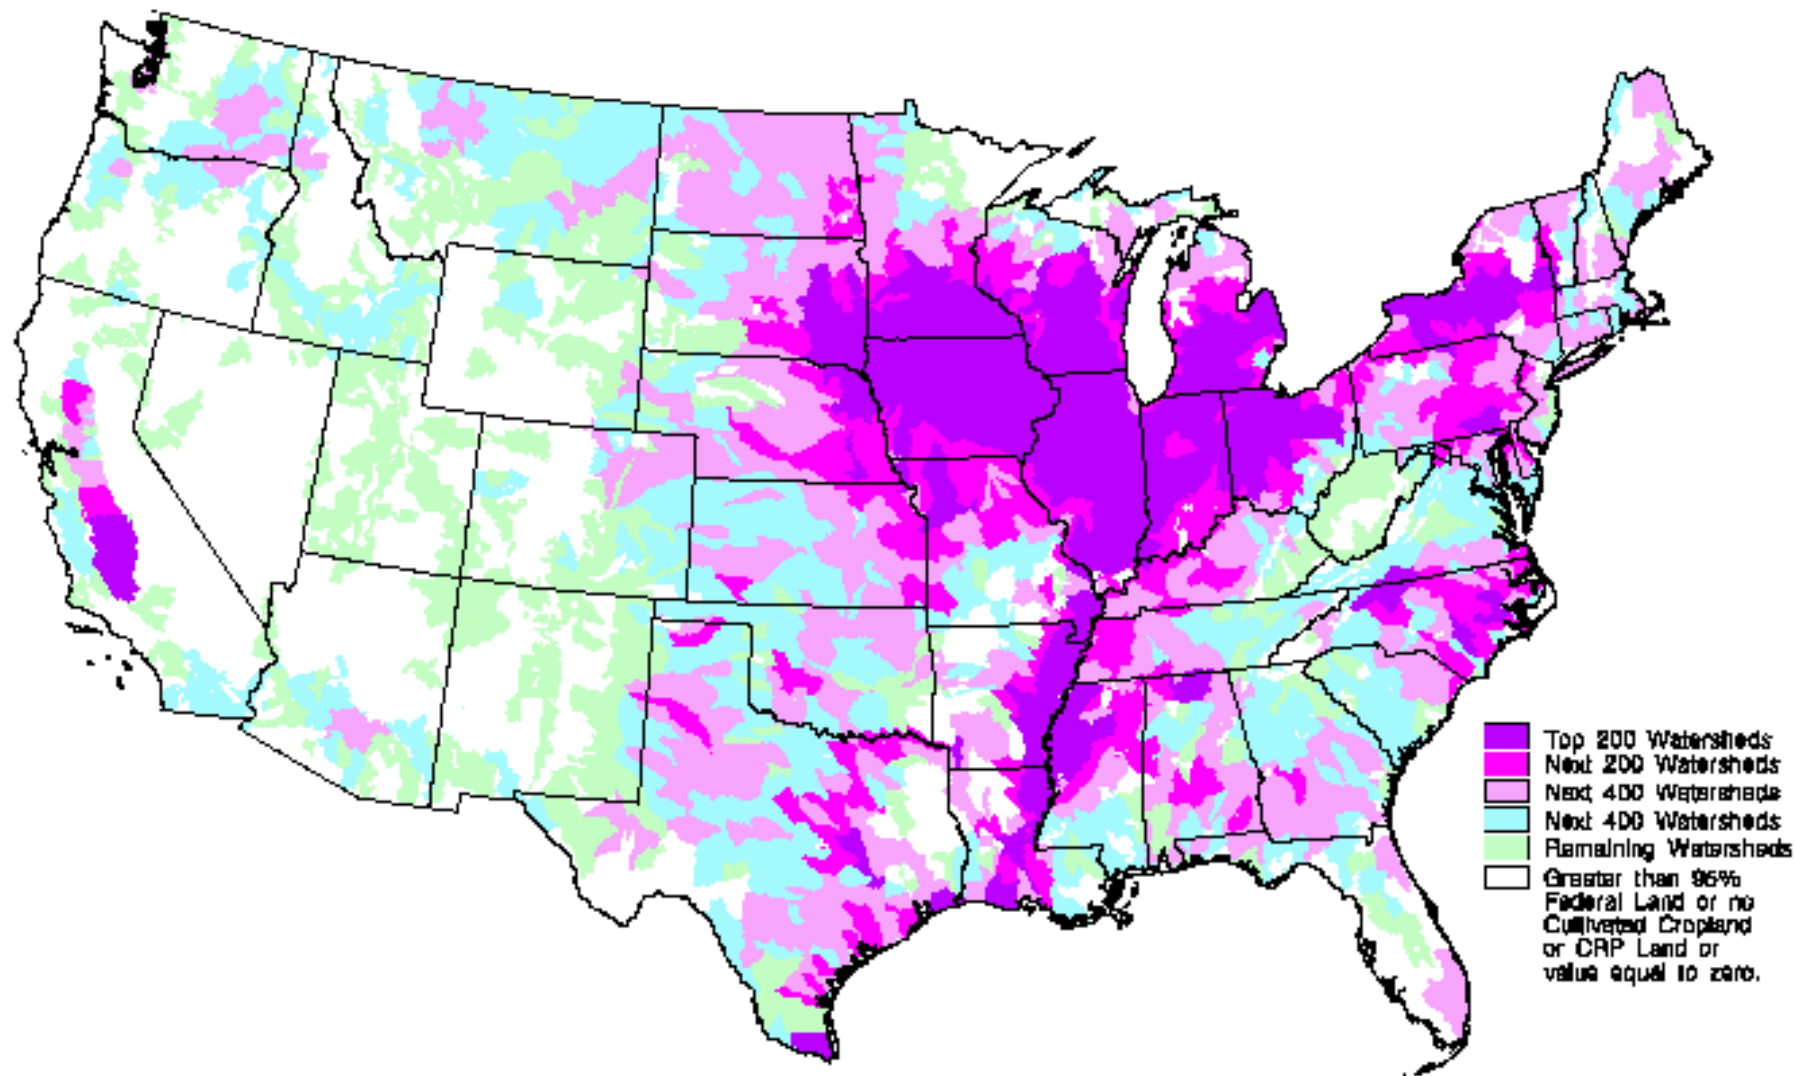 Top 200 Watersheds
Next 200 Watersheds
Next 400 Watersheds
Next 400 Watersheds
Remaining Watersheds
Greater than 95%
Federal Land or no
Cultivated Cropland
or CRP Land or
value equal to zero.